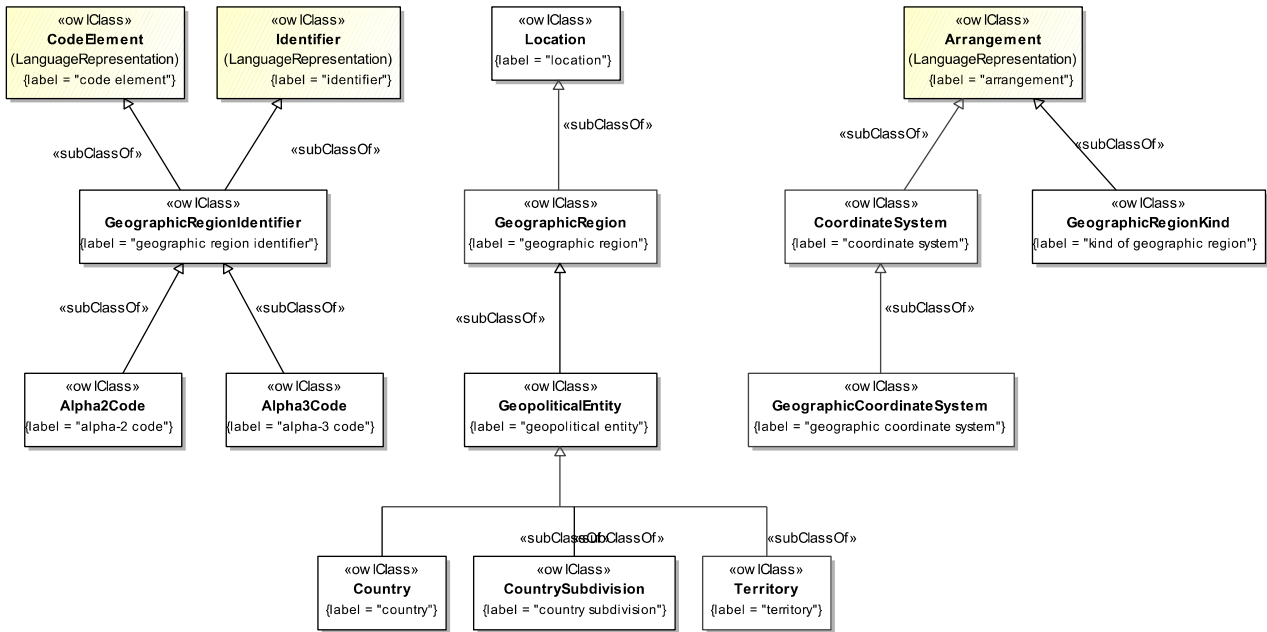 «owlClass»
CodeElement
(LanguageRepresentation)
{label = "code element"}
«owlClass»
Identifier
(LanguageRepresentation)
{label = "identifier"}
«owlClass»
Location
{label = "location"}
«owlClass»
Arrangement
(LanguageRepresentation)
{label = "arrangement"}
«subClassOf»
«subClassOf»
«subClassOf»
«subClassOf»
«subClassOf»
«owlClass»
GeographicRegionIdentifier
{label = "geographic region identifier"}
«owlClass»
GeographicRegion
{label = "geographic region"}
«owlClass»
CoordinateSystem
{label = "coordinate system"}
«owlClass»
GeographicRegionKind
{label = "kind of geographic region"}
«subClassOf»
«subClassOf»
«subClassOf»
«subClassOf»
«owlClass»
Alpha2Code
{label = "alpha-2 code"}
«owlClass»
Alpha3Code
{label = "alpha-3 code"}
«owlClass»
GeopoliticalEntity
{label = "geopolitical entity"}
«owlClass»
GeographicCoordinateSystem
{label = "geographic coordinate system"}
«subClassOf»
«subClassOf»
«subClassOf»
«owlClass»
Country
{label = "country"}
«owlClass»
CountrySubdivision
{label = "country subdivision"}
«owlClass»
Territory
{label = "territory"}